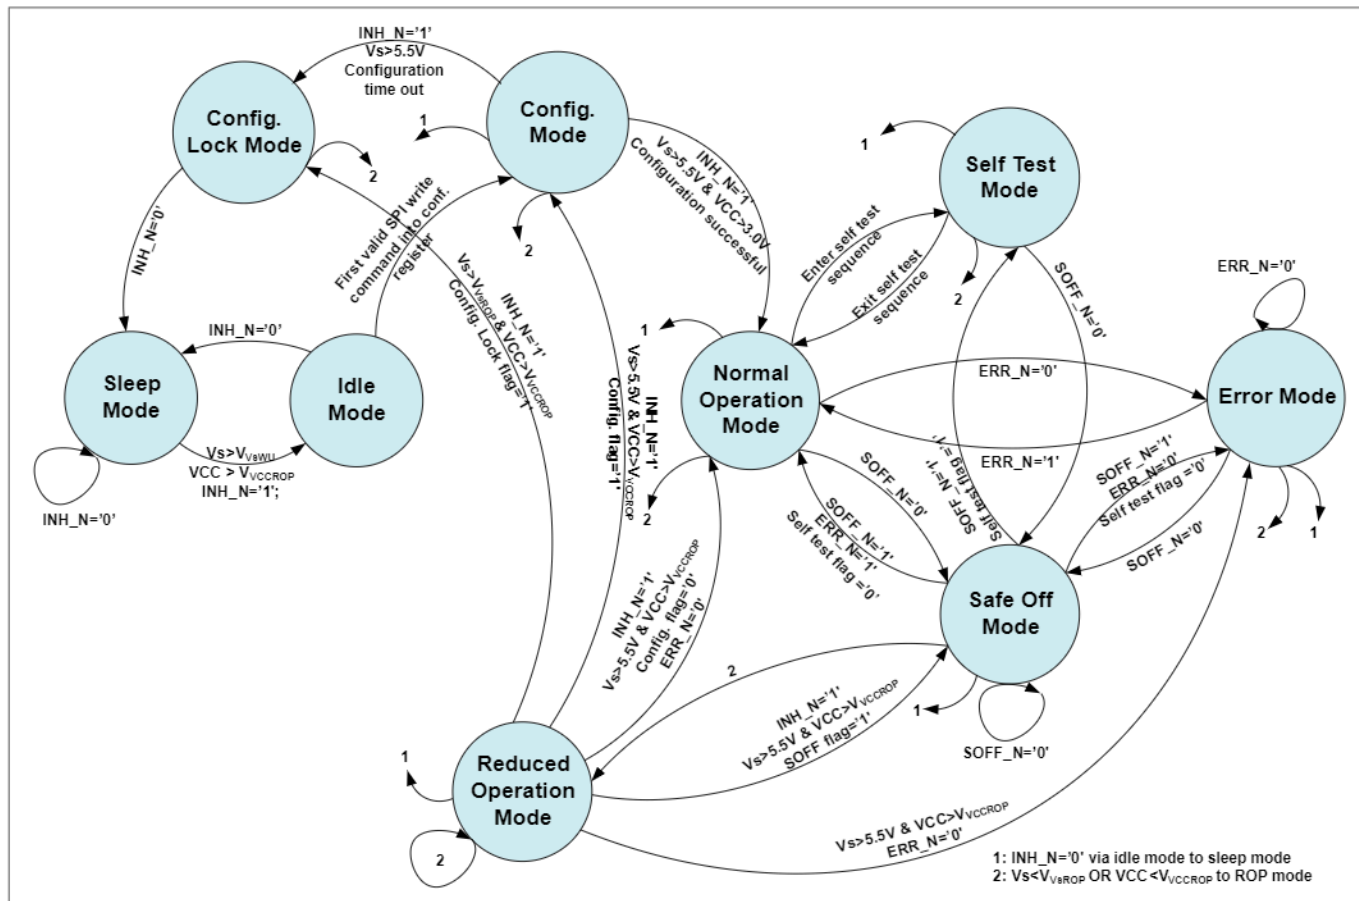 INH_N='1'
Vs>5.5V
Configuration
time out
Config.
Lock Mode
Config.
Mode
1
2
2
INH_N='1'
Vs>5.5V & VCC>3.0V
Configuration successful
Self Test
Mode
1
2
INH_N='0'
First valid SPI write
command into conf.
register
Enter self test
sequence
Exit self test
sequence
SOFF_N='0'
ERR_N='0'
Sleep
Mode
INH_N='0'
Idle
Mode
Vs>VVSWU
VCC > VVCCROP
INH_N='1';
INH_N='0'
INH_N='1'
Vs>VVSROP & VCC>VVCCROP
Config. Lock flag='1'
INH_N='1'
Vs>5.5V & VCC>VVCCROP
Config. flag='1'
1
Normal
Operation
Mode
2
ERR_N='0'
ERR_N='1'
Error Mode
2
1
SOFF_N='0'
SOFF_N='1'
ERR_N='1'
Self test flag ='0'
SOFF_N='1'
Self test flag ='1'
SOFF_N='1'
ERR_N='0'
Self test flag ='0'
SOFF_N='0'
Safe Off
Mode
1
SOFF_N='0'
INH_N='1'
Vs>5.5V & VCC>VVCCROP
Config. flag='0'
ERR_N='0'
2
INH_N='1'
Vs>5.5V & VCC>VVCCROP
SOFF flag='1'
1
Reduced
Operation
Mode
2
Vs>5.5V & VCC>VVCCROP
ERR_N='0'
1: INH_N='0' via idle mode to sleep mode
2: Vs<VVSROP OR VCC<VVCCROP to ROP mode